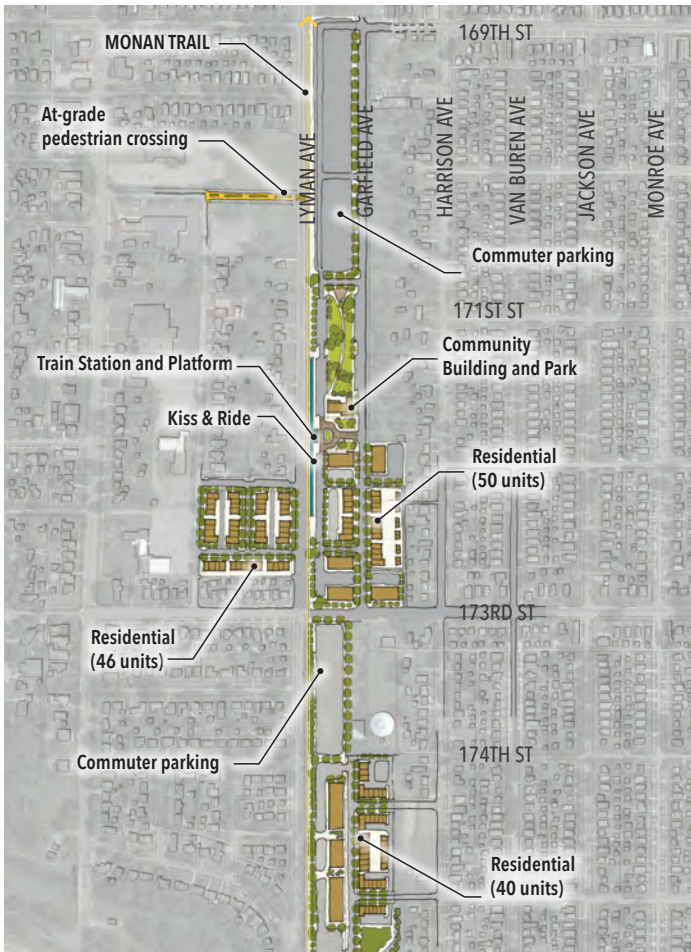 169TH ST
MONAN TRAIL
At-grade
pedestrian crossing
LYMAN AVE
GARFIELD AVE
HARRISON AVE
VAN BUREN AVE
JACKSON AVE
MONROE AVE
Commuter parking
171ST ST
Community
Building and Park
Train Station and Platform
Kiss & Ride
Residential
(50 units)
173RD ST
Residential
(46 units)
174TH ST
Commuter parking
Residential
(40 units)